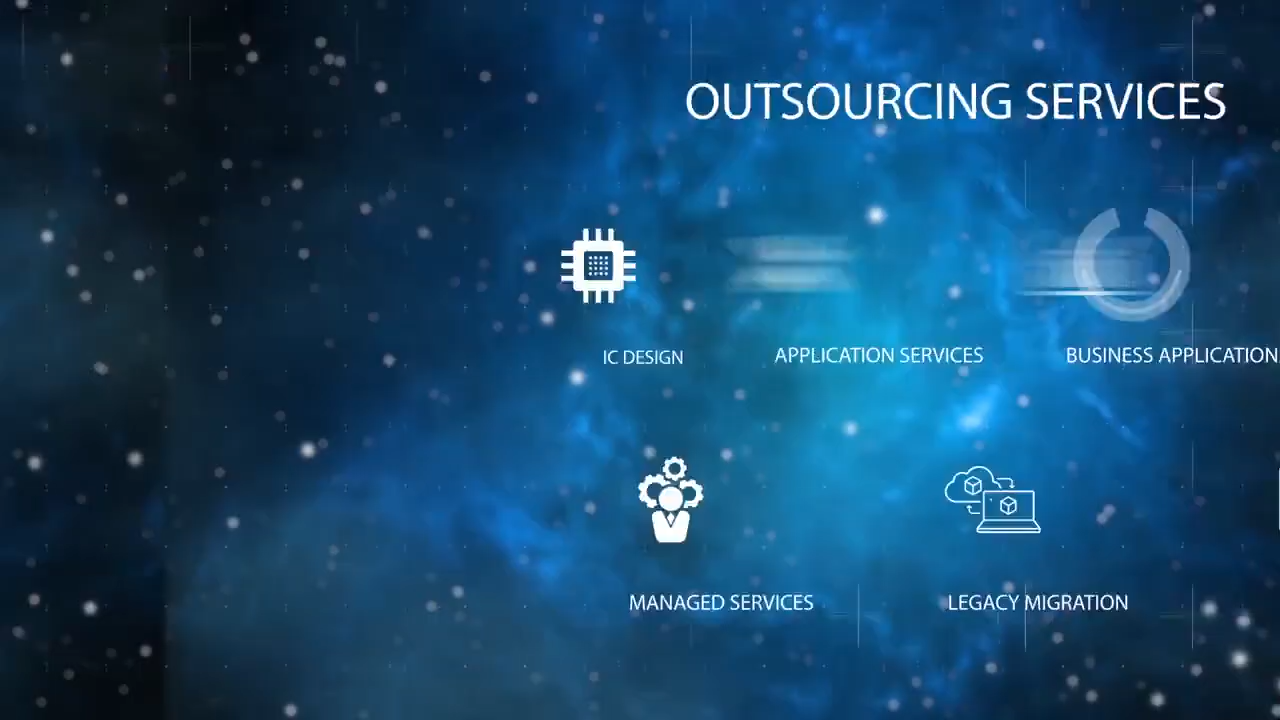 OUTSOURCING SERVICES
IC DESIGN
APPLICATION SERVICES
BUSINESS APPLICATION
MANAGED SERVICES
LEGACY MIGRATION